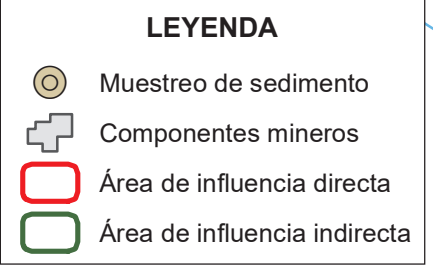 LEYENDA
Muestreo de sedimento
Componentes mineros
Área de influencia directa
Área de influencia indirecta